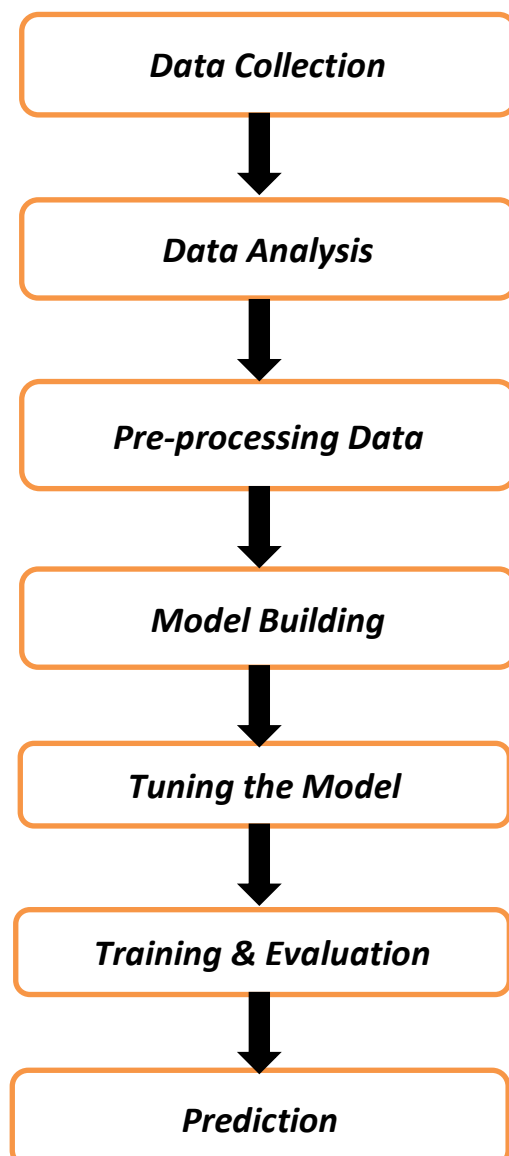 Data Collection
Data Analysis
Pre-processing Data
Model Building
Tuning the Model
Training & Evaluation
Prediction